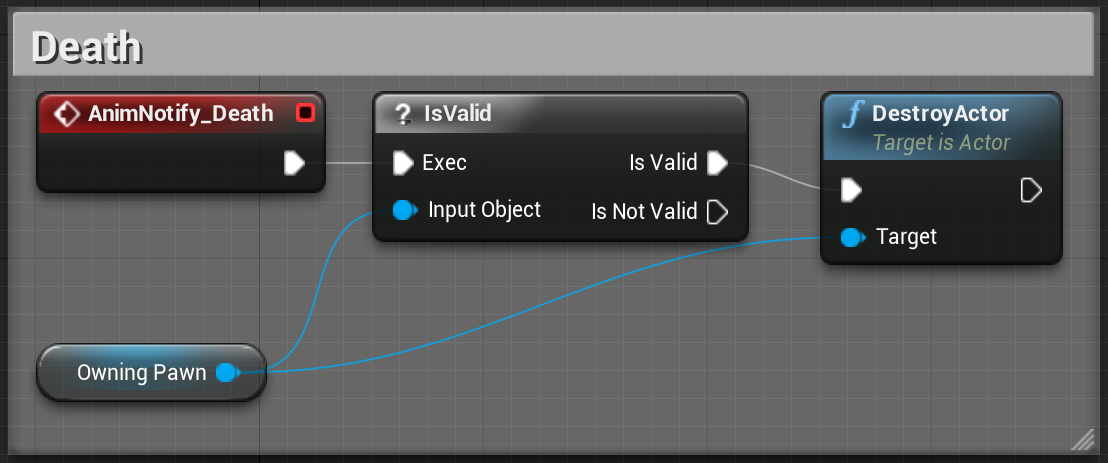 Death
AnimNotify_Death
? IsValid
Exec
Is Valid
Input Object
Is Not Valid
f DestroyActor
Target is Actor
Target
Owning Pawn